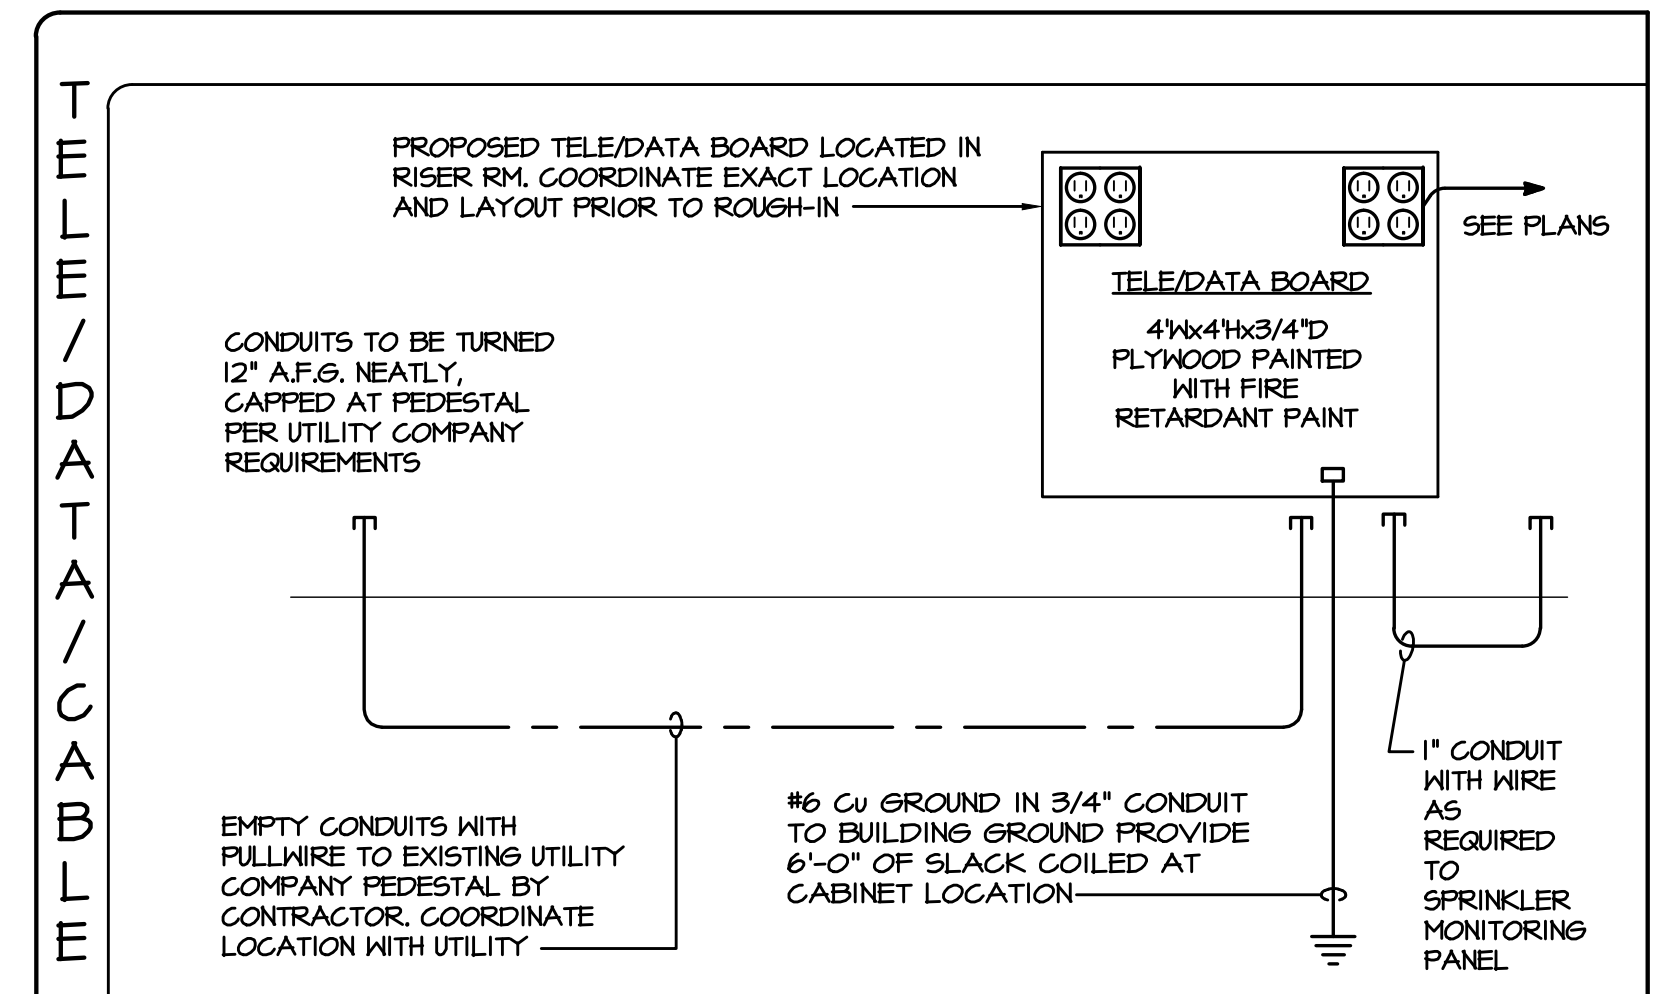 TELE/DATA/CABLE
PROPOSED TELE/DATA BOARD LOCATED IN
RISER RM. COORDINATE EXACT LOCATION
AND LAYOUT PRIOR TO ROUGH-IN
SEE PLANS
TELE/DATA BOARD
4'Wx4'Hx3/4"D
PLYWOOD PAINTED
WITH FIRE
RETARDANT PAINT
CONDUITS TO BE TURNED
12" A.F.G. NEATLY,
CAPPED AT PEDESTAL
PER UTILITY COMPANY
REQUIREMENTS
EMPTY CONDUITS WITH
PULLWIRE TO EXISTING UTILITY
COMPANY PEDESTAL BY
CONTRACTOR. COORDINATE
LOCATION WITH UTILITY
#6 Cu GROUND IN 3/4" CONDUIT
TO BUILDING GROUND PROVIDE
6'-0" OF SLACK COILED AT
CABINET LOCATION
1" CONDUIT
WITH WIRE
AS
REQUIRED
TO
SPRINKLER
MONITORING
PANEL